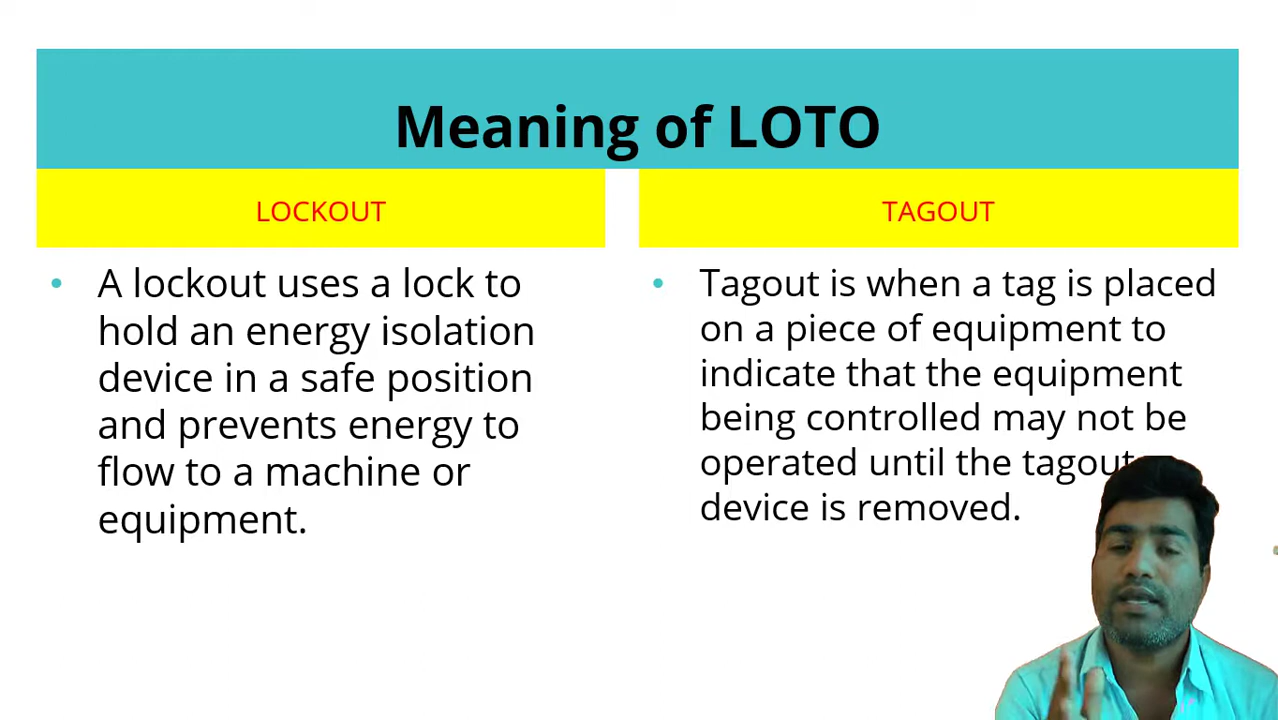 Meaning of LOTO
LOCKOUT
A lockout uses a lock to
hold an energy isolation
device in a safe position
and prevents energy to
flow to a machine or
equipment.
TAGOUT
Tagout is when a tag is placed
on a piece of equipment to
indicate that the equipment
being controlled may not be
operated until the tagout
device is removed.